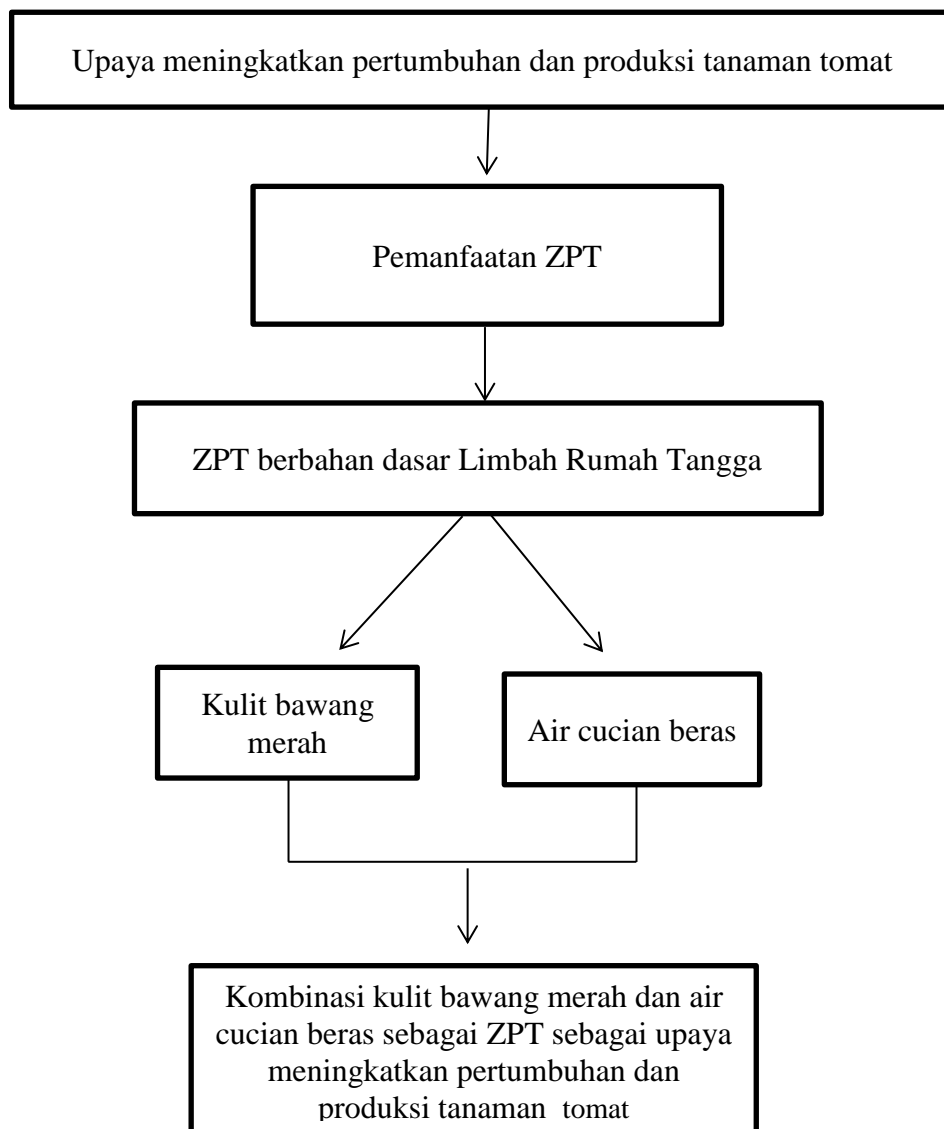 Upaya meningkatkan pertumbuhan dan produksi tanaman tomat
Pemanfaatan ZPT
ZPT berbahan dasar Limbah Rumah Tangga
Kulit bawang
merah
Air cucian beras
Kombinasi kulit bawang merah dan air
cucian beras sebagai ZPT sebagai upaya
meningkatkan pertumbuhan dan
produksi tanaman tomat